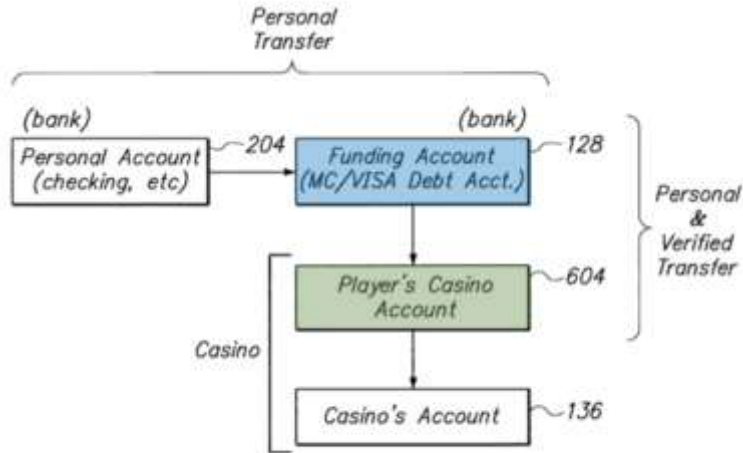 Personal
Transfer
(bank)
(bank)
204
128
Personal Account
(checking, etc)
Funding Account
(MC/VISA Debt Acct.)
Personal
&
Verified
Transfer
604
Player's Casino
Account
Casino
136
Casino's Account